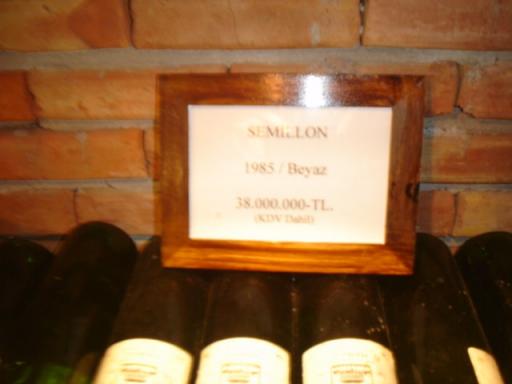 SEMILLON
1985 / Beyaz
38.000.000-TL.
(KDV Dahil)